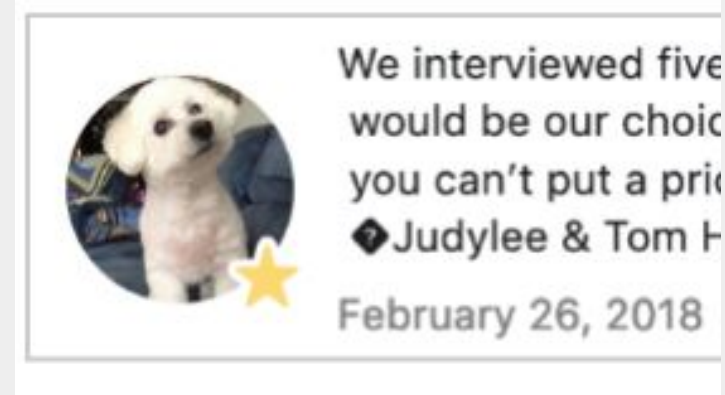 We interviewed five
would be our choic
you can’t put a pric
�Judylee & Tom H
February 26, 2018